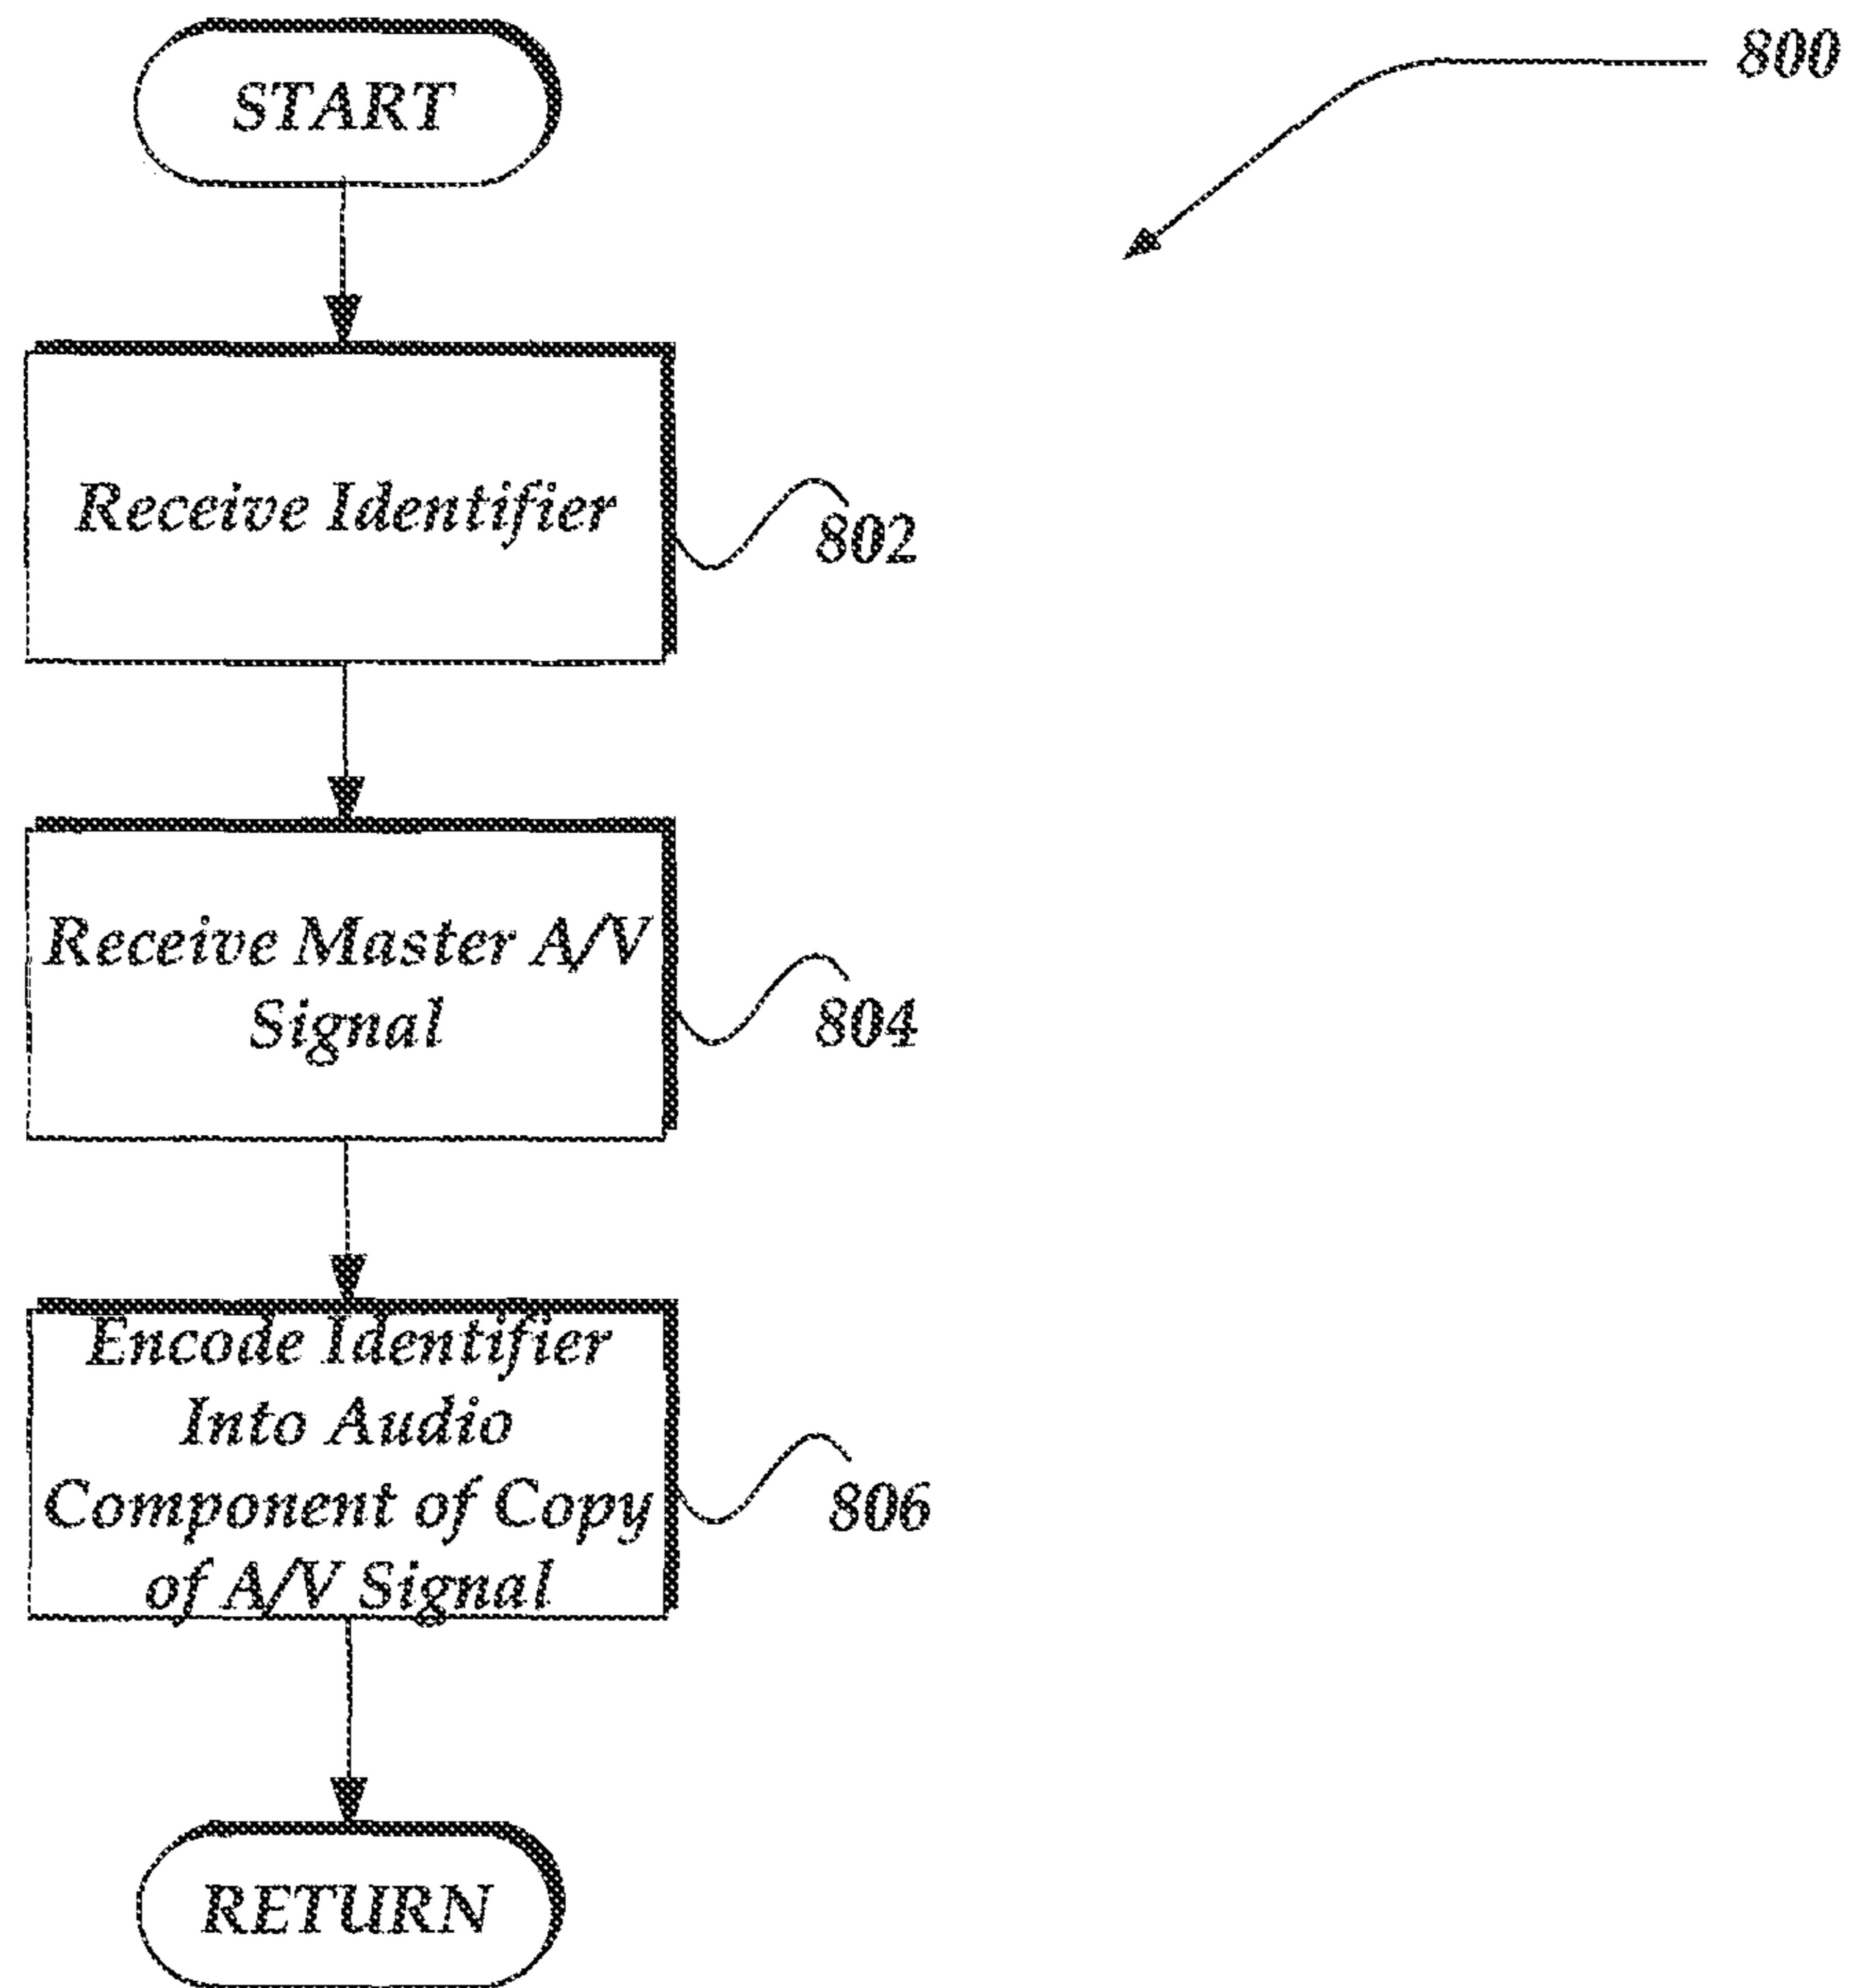 START
800
Receive Identifier
802
Receive Master A/V
Signal
804
Encode Identifier
Into Audio
Component of Copy
of A/V Signal
806
RETURN